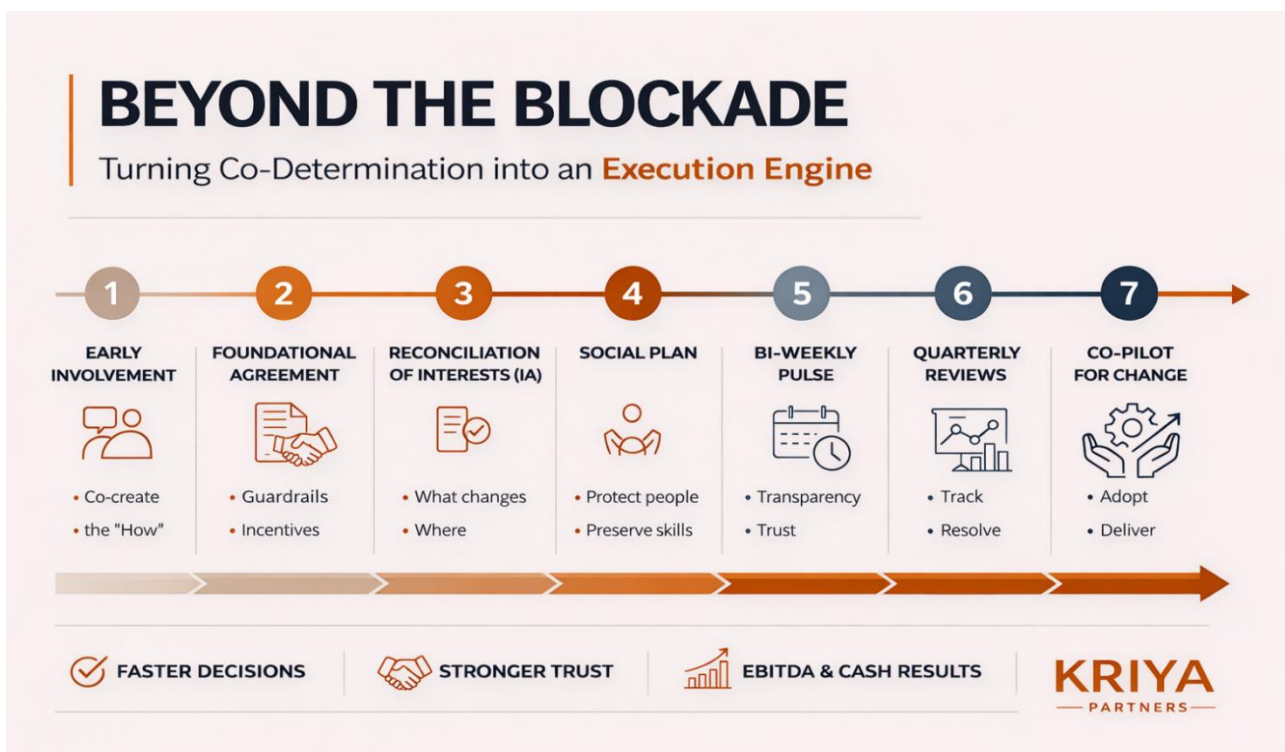 BEYOND THE BLOCKADE
Turning Co-Determination into an Execution Engine
1
2
3
4
5
6
7
EARLY
INVOLVEMENT
• Co-create
• the "How"
FOUNDATIONAL
AGREEMENT
• Guardrails
• Incentives
RECONCILIATION
OF INTERESTS (IA)
• What changes
• Where
SOCIAL PLAN
• Protect people
• Preserve skills
BI-WEEKLY
PULSE
• Transparency
• Trust
QUARTERLY
REVIEWS
• Track
• Resolve
CO-PILOT
FOR CHANGE
• Adopt
• Deliver
FASTER DECISIONS
STRONGER TRUST
EBITDA & CASH RESULTS
KRIYA
PARTNERS